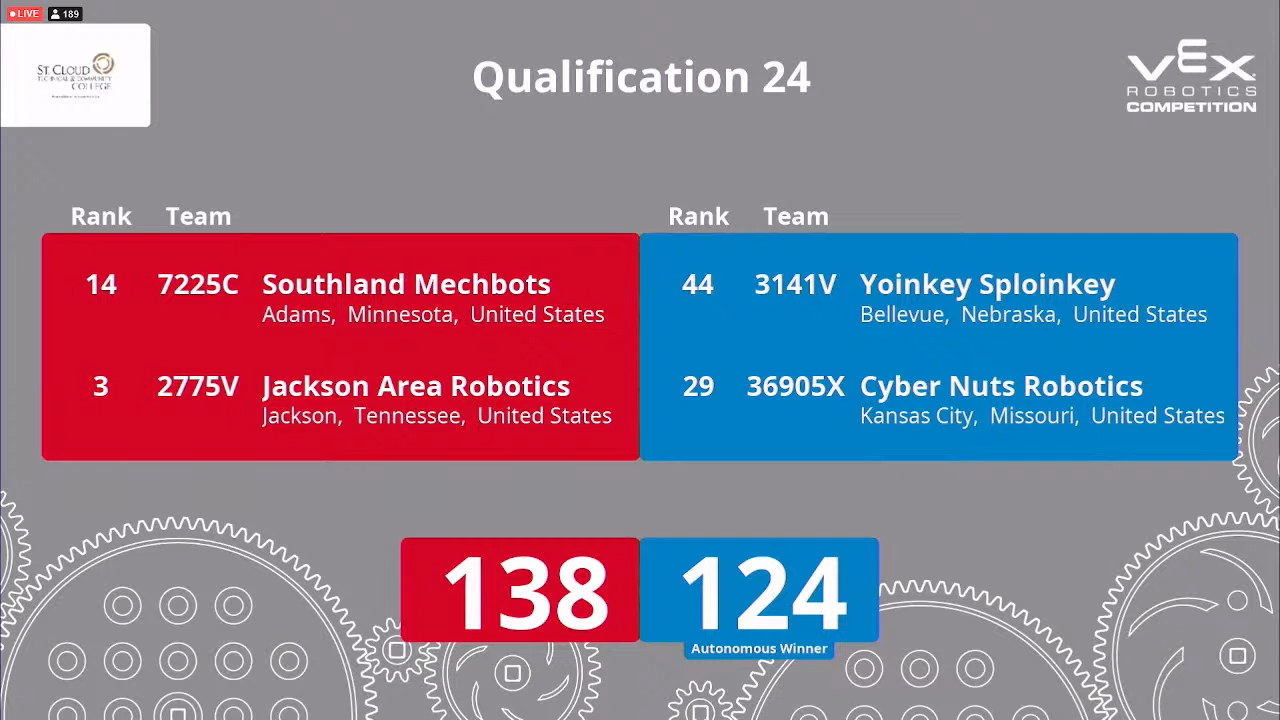 LIVE 189
ST. CLOUD
TECHNICAL & COMMUNITY
COLLEGE
Qualification 24
VEX
ROBOTICS
COMPETITION
Rank Team
14 7225C Southland Mechbots
Adams, Minnesota, United States
3 2775V Jackson Area Robotics
Jackson, Tennessee, United States
Rank Team
44 3141V Yoinkey Sploinkey
Bellevue, Nebraska, United States
29 36905X Cyber Nuts Robotics
Kansas City, Missouri, United States
138 124
Autonomous Winner